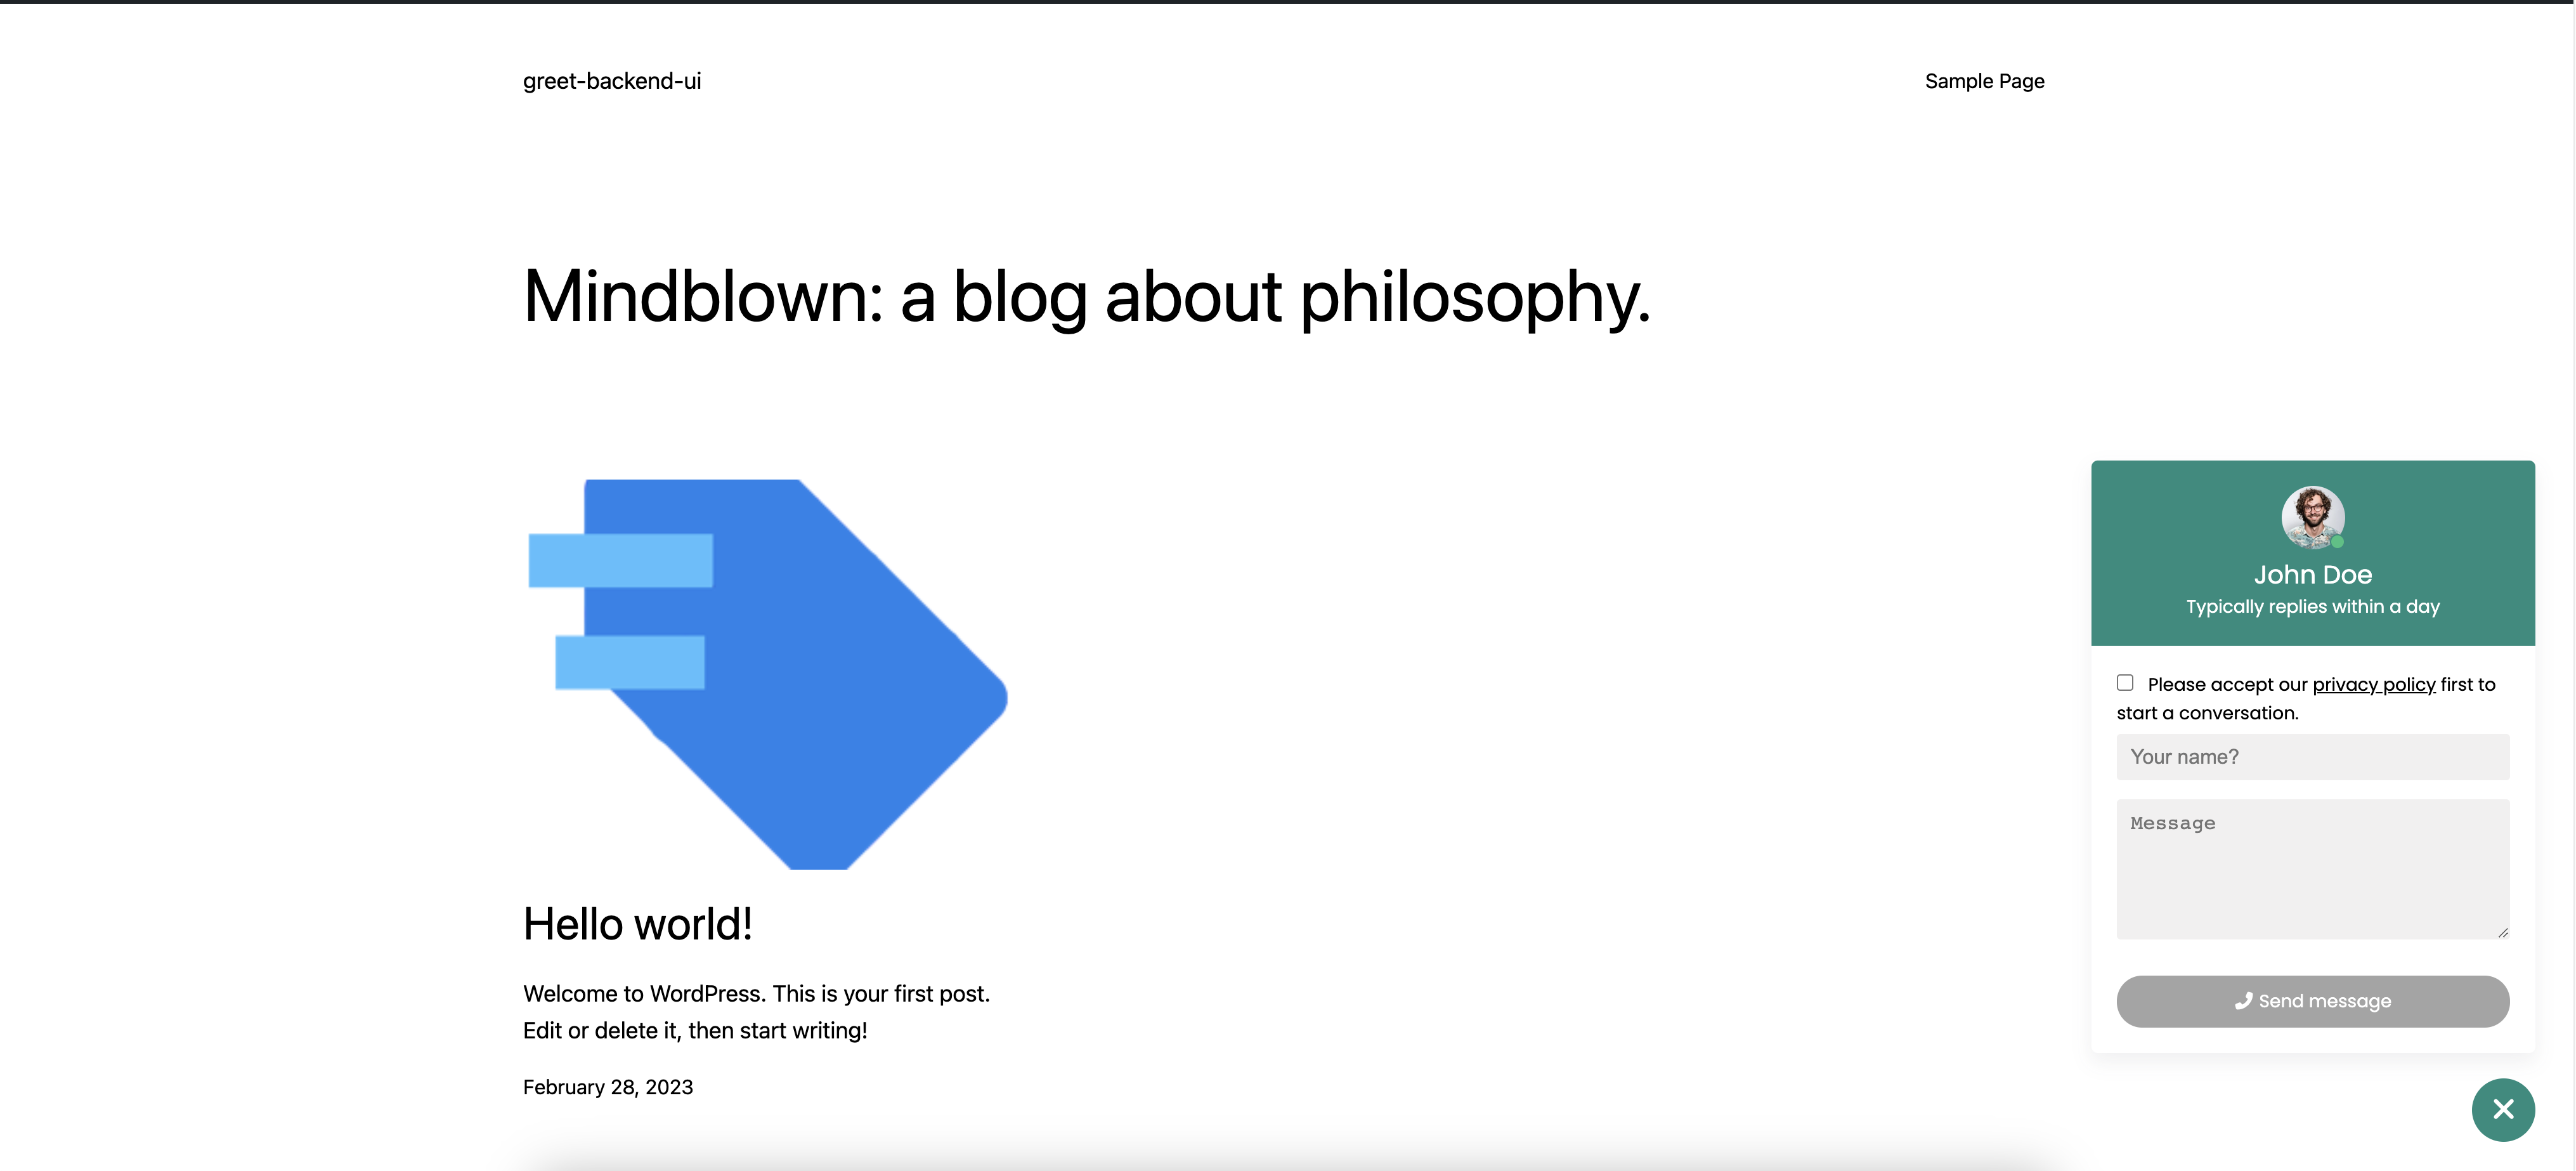 greet-backend-ui
Sample Page
Mindblown: a blog about philosophy.
Hello world!
Welcome to WordPress. This is your first post.
Edit or delete it, then start writing!
February 28, 2023
John Doe
Typically replies within a day
Please accept our privacy policy first to
start a conversation.
Your name?
Message
Send message